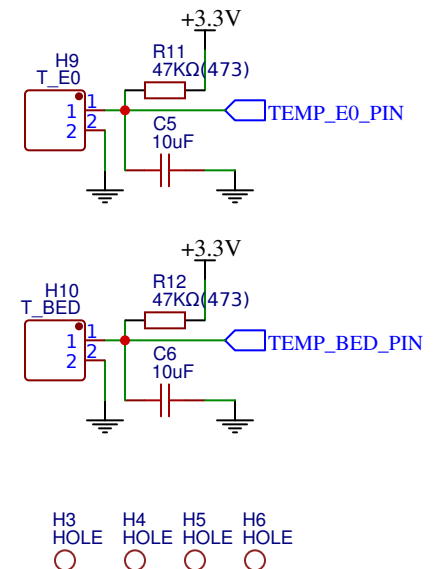 +3.3V
H9
T_E0
R11
47KΩ(473)
1
1
2
2
TEMP_E0_PIN
C5
10uF
+3.3V
H10
T_BED
R12
47KΩ(473)
1
1
2
2
TEMP_BED_PIN
C6
10uF
H3 H4 H5 H6
HOLE HOLE HOLE HOLE